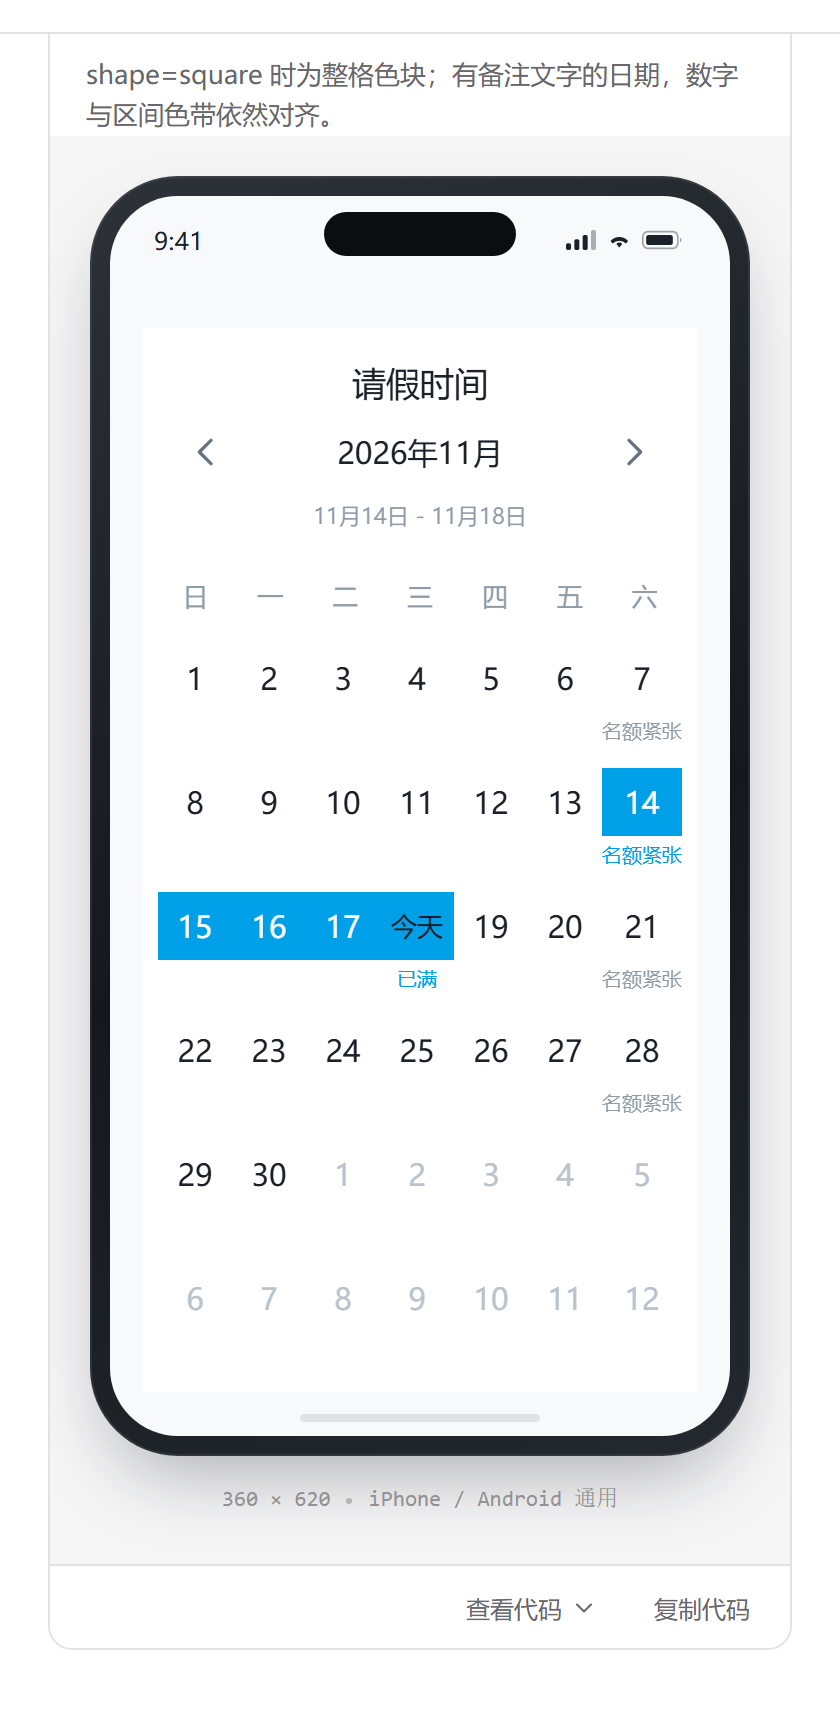 shape=square 时为整格色块；有备注文字的日期，数字
与区间色带依然对齐。
9:41
请假时间
2026年11月
11月14日 - 11月18日
日 一 二 三 四 五 六
1 2 3 4 5 6 7
名额紧张
8 9 10 11 12 13 14
名额紧张
15 16 17 今天 19 20 21
已满 名额紧张
22 23 24 25 26 27 28
名额紧张
29 30 1 2 3 4 5
6 7 8 9 10 11 12
360 × 620 • iPhone / Android 通用
查看代码 复制代码